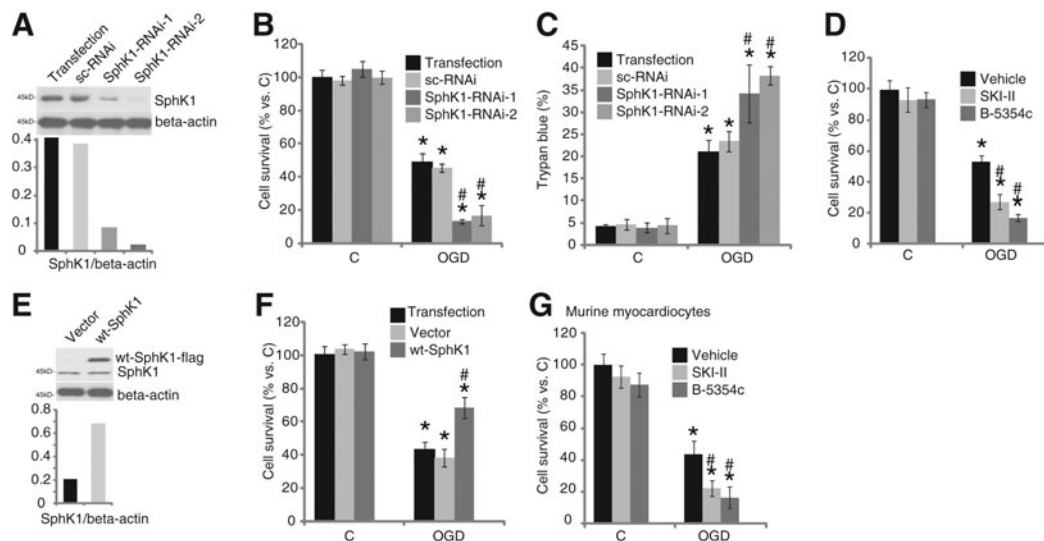 A
Transfection
sc-RNAi
SphK1-RNAi-1
SphK1-RNAi-2
45kD-
SphK1
45kD-
beta-actin
0.4
0.3
0.2
0.1
0
SphK1/beta-actin
B
Cell survival (% vs. C)
120
100
80
60
40
20
0
Transfection
sc-RNAi
SphK1-RNAi-1
SphK1-RNAi-2
*
*
#
*
#
*
C
OGD
C
Trypan blue (%)
45
40
35
30
25
20
15
10
5
0
Transfection
sc-RNAi
SphK1-RNAi-1
SphK1-RNAi-2
*
*
#
*
#
*
C
OGD
D
Cell survival (% vs. C)
120
100
80
60
40
20
0
Vehicle
SKI-II
B-5354c
*
#
*
#
*
C
OGD
E
Vector
wt-SphK1
wt-SphK1-flag
45kD-
SphK1
45kD-
beta-actin
0.8
0.6
0.4
0.2
0
SphK1/beta-actin
F
Cell survival (% vs. C)
120
100
80
60
40
20
0
Transfection
Vector
wt-SphK1
*
*
#
*
C
OGD
G
Murine myocardiocytes
Cell survival (% vs. C)
120
100
80
60
40
20
0
Vehicle
SKI-II
B-5354c
*
#
*
#
*
C
OGD